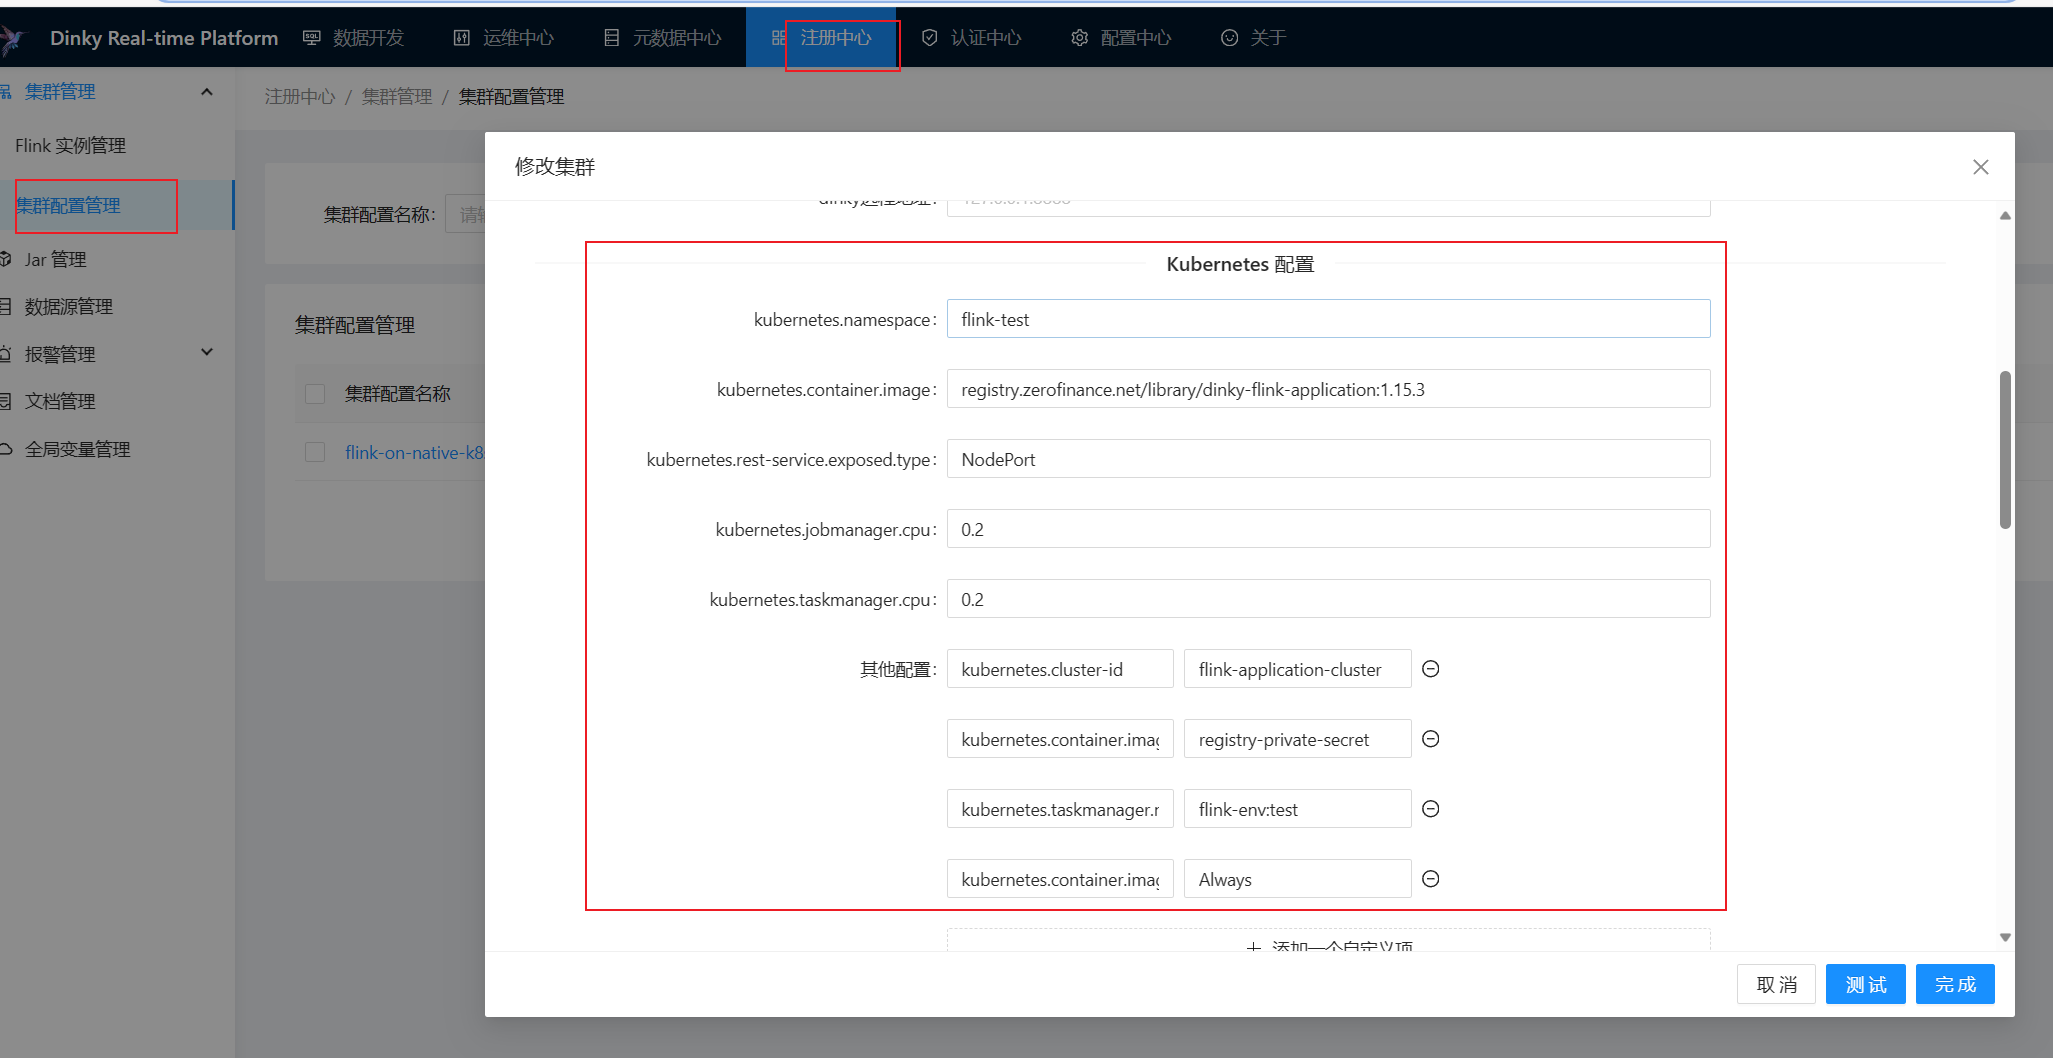 Dinky Real-time Platform 数据开发 运维中心 元数据中心 注册中心 认证中心 配置中心 关于
集群管理
注册中心 / 集群管理 / 集群配置管理
Flink 实例管理
集群配置管理
Jar 管理
数据源管理
报警管理
文档管理
全局变量管理
集群配置名称:
集群配置管理
集群配置名称
flink-on-native-k8
修改集群
dinky远程地址:
Kubernetes 配置
kubernetes.namespace: flink-test
kubernetes.container.image: registry.zerofinance.net/library/dinky-flink-application:1.15.3
kubernetes.rest-service.exposed.type: NodePort
kubernetes.jobmanager.cpu: 0.2
kubernetes.taskmanager.cpu: 0.2
其他配置: kubernetes.cluster-id flink-application-cluster
kubernetes.container.imag registry-private-secret
kubernetes.taskmanager.r flink-env:test
kubernetes.container.imag Always
+ 添加一个自定义项
取 消 测 试 完 成